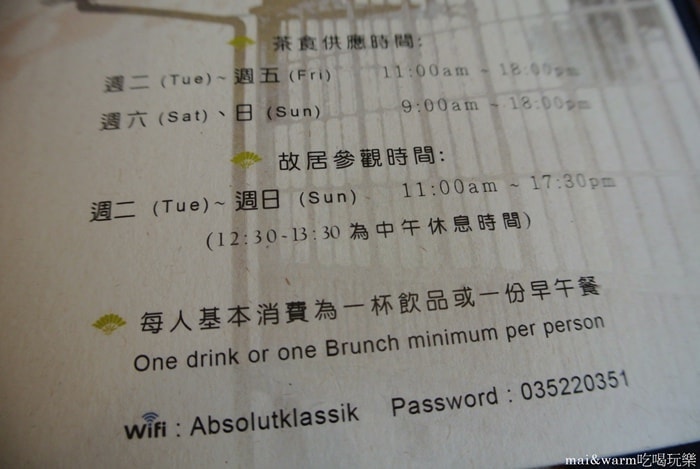 茶食供應時間:
週二 (Tue)~ 週五 (Fri) 11:00am ~ 18:00pm
週六 (Sat)、日 (Sun) 9:00am ~ 18:00pm
故居參觀時間:
週二 (Tue)~ 週日 (Sun) 11:00am ~ 17:30pm
(12:30-13:30 為中午休息時間)
每人基本消費為一杯飲品或一份早午餐
One drink or one Brunch minimum per person
Wifi : Absolutklassik Password : 035220351
mai&warm吃喝玩樂